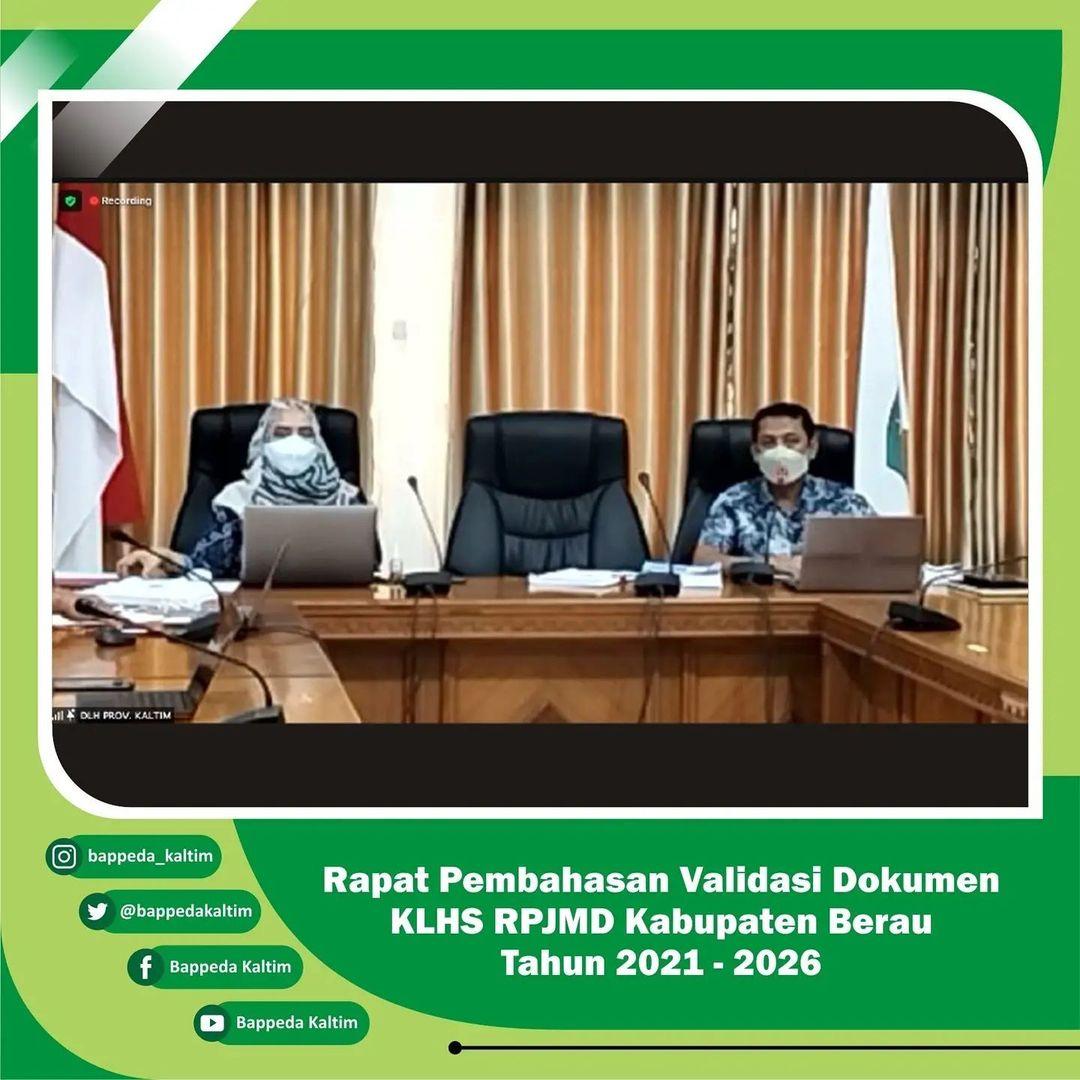 Recording
DLH PROV. KALTIM
bappeda_kaltim
@bappedakaltim
Bappeda Kaltim
Bappeda Kaltim
Rapat Pembahasan Validasi Dokumen
KLHS RPJMD Kabupaten Berau
Tahun 2021 - 2026